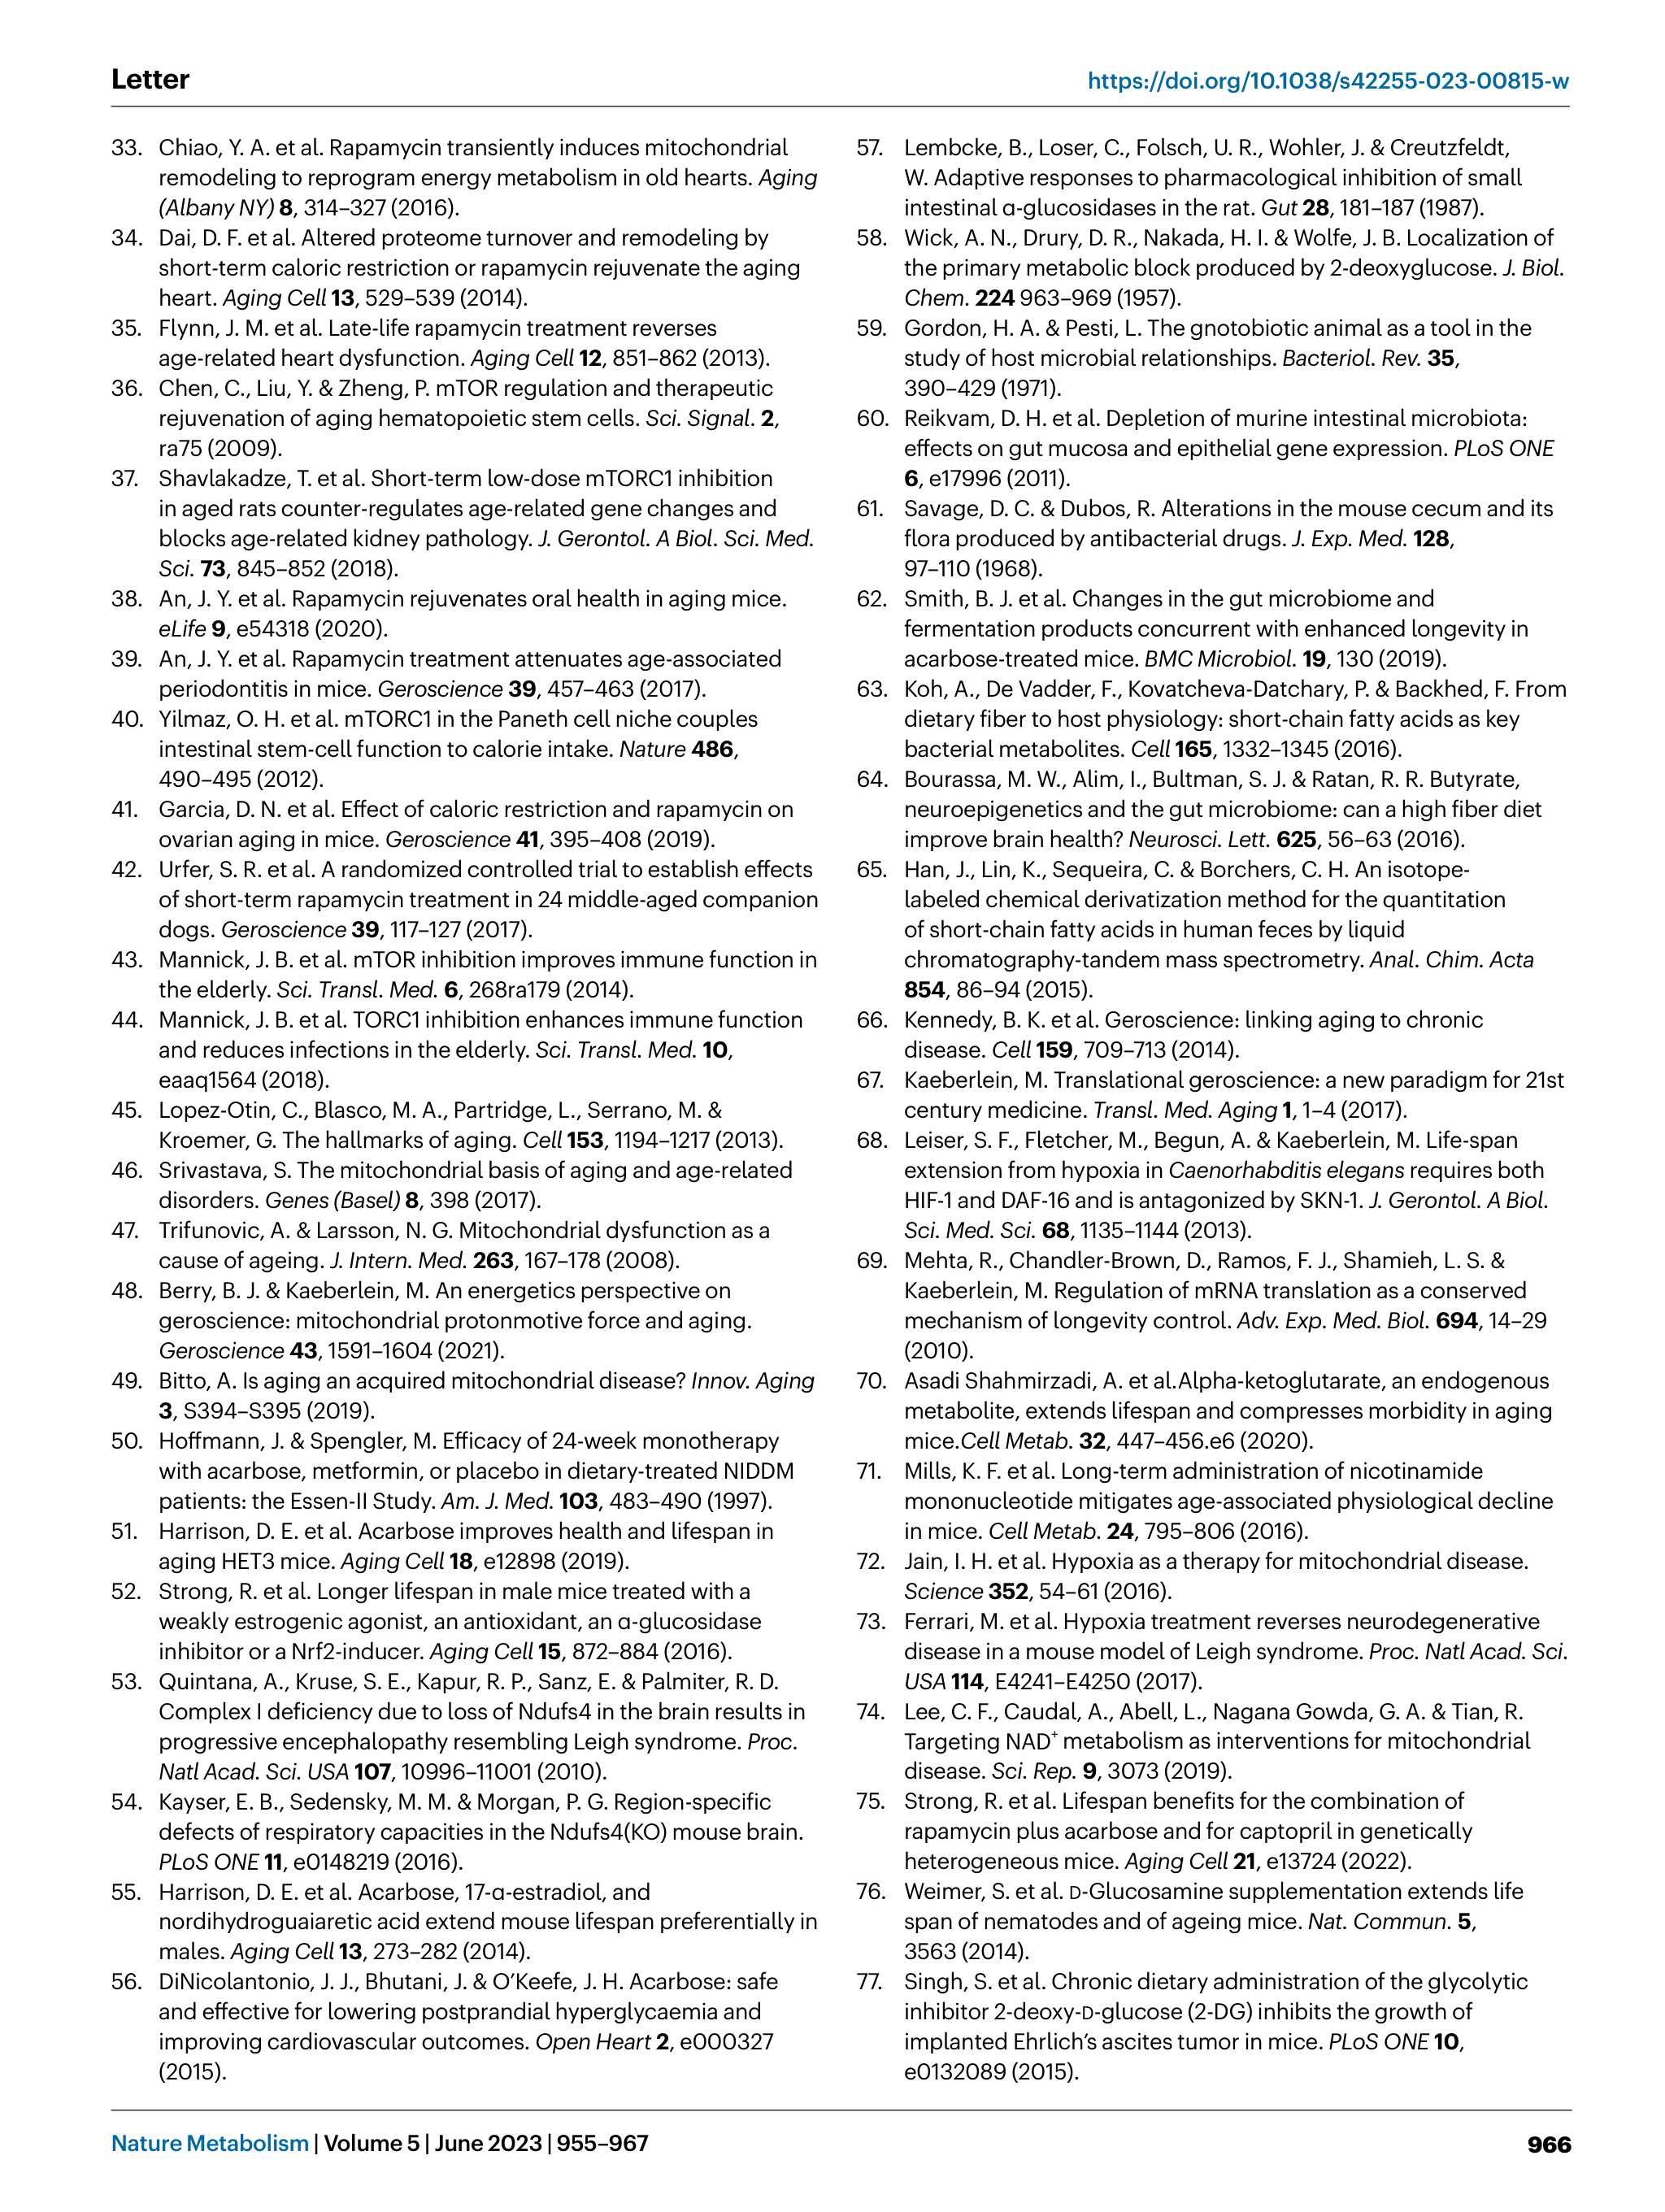 Letter
https://doi.org/10.1038/s42255-023-00815-w
33. Chiao, Y. A. et al. Rapamycin transiently induces mitochondrial
remodeling to reprogram energy metabolism in old hearts. Aging
(Albany NY) 8, 314–327 (2016).
34. Dai, D. F. et al. Altered proteome turnover and remodeling by
short-term caloric restriction or rapamycin rejuvenate the aging
heart. Aging Cell 13, 529–539 (2014).
35. Flynn, J. M. et al. Late-life rapamycin treatment reverses
age-related heart dysfunction. Aging Cell 12, 851–862 (2013).
36. Chen, C., Liu, Y. & Zheng, P. mTOR regulation and therapeutic
rejuvenation of aging hematopoietic stem cells. Sci. Signal. 2,
ra75 (2009).
37. Shavlakadze, T. et al. Short-term low-dose mTORC1 inhibition
in aged rats counter-regulates age-related gene changes and
blocks age-related kidney pathology. J. Gerontol. A Biol. Sci. Med.
Sci. 73, 845–852 (2018).
38. An, J. Y. et al. Rapamycin rejuvenates oral health in aging mice.
eLife 9, e54318 (2020).
39. An, J. Y. et al. Rapamycin treatment attenuates age-associated
periodontitis in mice. Geroscience 39, 457–463 (2017).
40. Yilmaz, O. H. et al. mTORC1 in the Paneth cell niche couples
intestinal stem-cell function to calorie intake. Nature 486,
490–495 (2012).
41. Garcia, D. N. et al. Effect of caloric restriction and rapamycin on
ovarian aging in mice. Geroscience 41, 395–408 (2019).
42. Urfer, S. R. et al. A randomized controlled trial to establish effects
of short-term rapamycin treatment in 24 middle-aged companion
dogs. Geroscience 39, 117–127 (2017).
43. Mannick, J. B. et al. mTOR inhibition improves immune function in
the elderly. Sci. Transl. Med. 6, 268ra179 (2014).
44. Mannick, J. B. et al. TORC1 inhibition enhances immune function
and reduces infections in the elderly. Sci. Transl. Med. 10,
eaaq1564 (2018).
45. Lopez-Otin, C., Blasco, M. A., Partridge, L., Serrano, M. &
Kroemer, G. The hallmarks of aging. Cell 153, 1194–1217 (2013).
46. Srivastava, S. The mitochondrial basis of aging and age-related
disorders. Genes (Basel) 8, 398 (2017).
47. Trifunovic, A. & Larsson, N. G. Mitochondrial dysfunction as a
cause of ageing. J. Intern. Med. 263, 167–178 (2008).
48. Berry, B. J. & Kaeberlein, M. An energetics perspective on
geroscience: mitochondrial protonmotive force and aging.
Geroscience 43, 1591–1604 (2021).
49. Bitto, A. Is aging an acquired mitochondrial disease? Innov. Aging
3, S394–S395 (2019).
50. Hoffmann, J. & Spengler, M. Efficacy of 24-week monotherapy
with acarbose, metformin, or placebo in dietary-treated NIDDM
patients: the Essen-II Study. Am. J. Med. 103, 483–490 (1997).
51. Harrison, D. E. et al. Acarbose improves health and lifespan in
aging HET3 mice. Aging Cell 18, e12898 (2019).
52. Strong, R. et al. Longer lifespan in male mice treated with a
weakly estrogenic agonist, an antioxidant, an α-glucosidase
inhibitor or a Nrf2-inducer. Aging Cell 15, 872–884 (2016).
53. Quintana, A., Kruse, S. E., Kapur, R. P., Sanz, E. & Palmiter, R. D.
Complex I deficiency due to loss of Ndufs4 in the brain results in
progressive encephalopathy resembling Leigh syndrome. Proc.
Natl Acad. Sci. USA 107, 10996–11001 (2010).
54. Kayser, E. B., Sedensky, M. M. & Morgan, P. G. Region-specific
defects of respiratory capacities in the Ndufs4(KO) mouse brain.
PLoS ONE 11, e0148219 (2016).
55. Harrison, D. E. et al. Acarbose, 17-α-estradiol, and
nordihydroguaiaretic acid extend mouse lifespan preferentially in
males. Aging Cell 13, 273–282 (2014).
56. DiNicolantonio, J. J., Bhutani, J. & O’Keefe, J. H. Acarbose: safe
and effective for lowering postprandial hyperglycaemia and
improving cardiovascular outcomes. Open Heart 2, e000327
(2015).
57. Lembcke, B., Loser, C., Folsch, U. R., Wohler, J. & Creutzfeldt,
W. Adaptive responses to pharmacological inhibition of small
intestinal α-glucosidases in the rat. Gut 28, 181–187 (1987).
58. Wick, A. N., Drury, D. R., Nakada, H. I. & Wolfe, J. B. Localization of
the primary metabolic block produced by 2-deoxyglucose. J. Biol.
Chem. 224 963–969 (1957).
59. Gordon, H. A. & Pesti, L. The gnotobiotic animal as a tool in the
study of host microbial relationships. Bacteriol. Rev. 35,
390–429 (1971).
60. Reikvam, D. H. et al. Depletion of murine intestinal microbiota:
effects on gut mucosa and epithelial gene expression. PLoS ONE
6, e17996 (2011).
61. Savage, D. C. & Dubos, R. Alterations in the mouse cecum and its
flora produced by antibacterial drugs. J. Exp. Med. 128,
97–110 (1968).
62. Smith, B. J. et al. Changes in the gut microbiome and
fermentation products concurrent with enhanced longevity in
acarbose-treated mice. BMC Microbiol. 19, 130 (2019).
63. Koh, A., De Vadder, F., Kovatcheva-Datchary, P. & Backhed, F. From
dietary fiber to host physiology: short-chain fatty acids as key
bacterial metabolites. Cell 165, 1332–1345 (2016).
64. Bourassa, M. W., Alim, I., Bultman, S. J. & Ratan, R. R. Butyrate,
neuroepigenetics and the gut microbiome: can a high fiber diet
improve brain health? Neurosci. Lett. 625, 56–63 (2016).
65. Han, J., Lin, K., Sequeira, C. & Borchers, C. H. An isotope-
labeled chemical derivatization method for the quantitation
of short-chain fatty acids in human feces by liquid
chromatography-tandem mass spectrometry. Anal. Chim. Acta
854, 86–94 (2015).
66. Kennedy, B. K. et al. Geroscience: linking aging to chronic
disease. Cell 159, 709–713 (2014).
67. Kaeberlein, M. Translational geroscience: a new paradigm for 21st
century medicine. Transl. Med. Aging 1, 1–4 (2017).
68. Leiser, S. F., Fletcher, M., Begun, A. & Kaeberlein, M. Life-span
extension from hypoxia in Caenorhabditis elegans requires both
HIF-1 and DAF-16 and is antagonized by SKN-1. J. Gerontol. A Biol.
Sci. Med. Sci. 68, 1135–1144 (2013).
69. Mehta, R., Chandler-Brown, D., Ramos, F. J., Shamieh, L. S. &
Kaeberlein, M. Regulation of mRNA translation as a conserved
mechanism of longevity control. Adv. Exp. Med. Biol. 694, 14–29
(2010).
70. Asadi Shahmirzadi, A. et al.Alpha-ketoglutarate, an endogenous
metabolite, extends lifespan and compresses morbidity in aging
mice.Cell Metab. 32, 447–456.e6 (2020).
71. Mills, K. F. et al. Long-term administration of nicotinamide
mononucleotide mitigates age-associated physiological decline
in mice. Cell Metab. 24, 795–806 (2016).
72. Jain, I. H. et al. Hypoxia as a therapy for mitochondrial disease.
Science 352, 54–61 (2016).
73. Ferrari, M. et al. Hypoxia treatment reverses neurodegenerative
disease in a mouse model of Leigh syndrome. Proc. Natl Acad. Sci.
USA 114, E4241–E4250 (2017).
74. Lee, C. F., Caudal, A., Abell, L., Nagana Gowda, G. A. & Tian, R.
Targeting NAD⁺ metabolism as interventions for mitochondrial
disease. Sci. Rep. 9, 3073 (2019).
75. Strong, R. et al. Lifespan benefits for the combination of
rapamycin plus acarbose and for captopril in genetically
heterogeneous mice. Aging Cell 21, e13724 (2022).
76. Weimer, S. et al. D-Glucosamine supplementation extends life
span of nematodes and of ageing mice. Nat. Commun. 5,
3563 (2014).
77. Singh, S. et al. Chronic dietary administration of the glycolytic
inhibitor 2-deoxy-D-glucose (2-DG) inhibits the growth of
implanted Ehrlich’s ascites tumor in mice. PLoS ONE 10,
e0132089 (2015).
Nature Metabolism | Volume 5 | June 2023 | 955–967
966